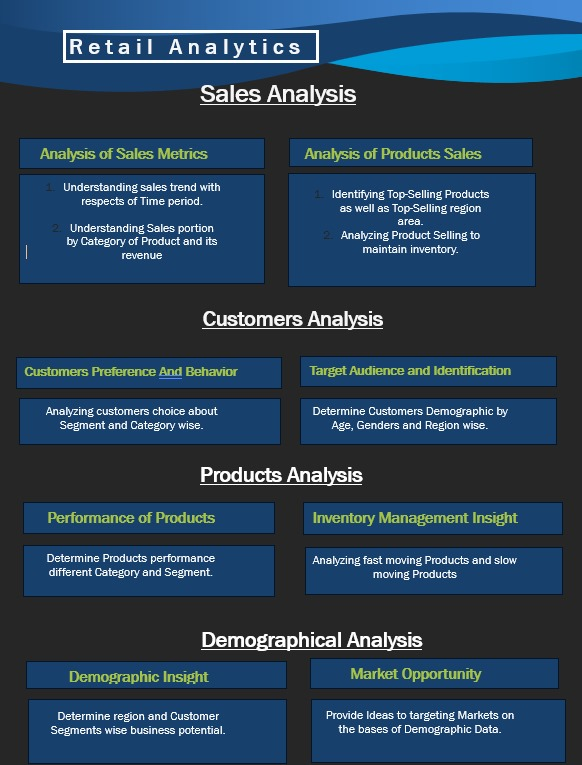 Retail Analytics
Sales Analysis
Analysis of Sales Metrics
1. Understanding sales trend with
respects of Time period.
2. Understanding Sales portion
by Category of Product and its
revenue
Analysis of Products Sales
1. Identifying Top-Selling Products
as well as Top-Selling region
area.
2. Analyzing Product Selling to
maintain inventory.
Customers Analysis
Customers Preference And Behavior
Analyzing customers choice about
Segment and Category wise.
Target Audience and Identification
Determine Customers Demographic by
Age, Genders and Region wise.
Products Analysis
Performance of Products
Determine Products performance
different Category and Segment.
Inventory Management Insight
Analyzing fast moving Products and slow
moving Products
Demographical Analysis
Demographic Insight
Determine region and Customer
Segments wise business potential.
Market Opportunity
Provide Ideas to targeting Markets on
the bases of Demographic Data.